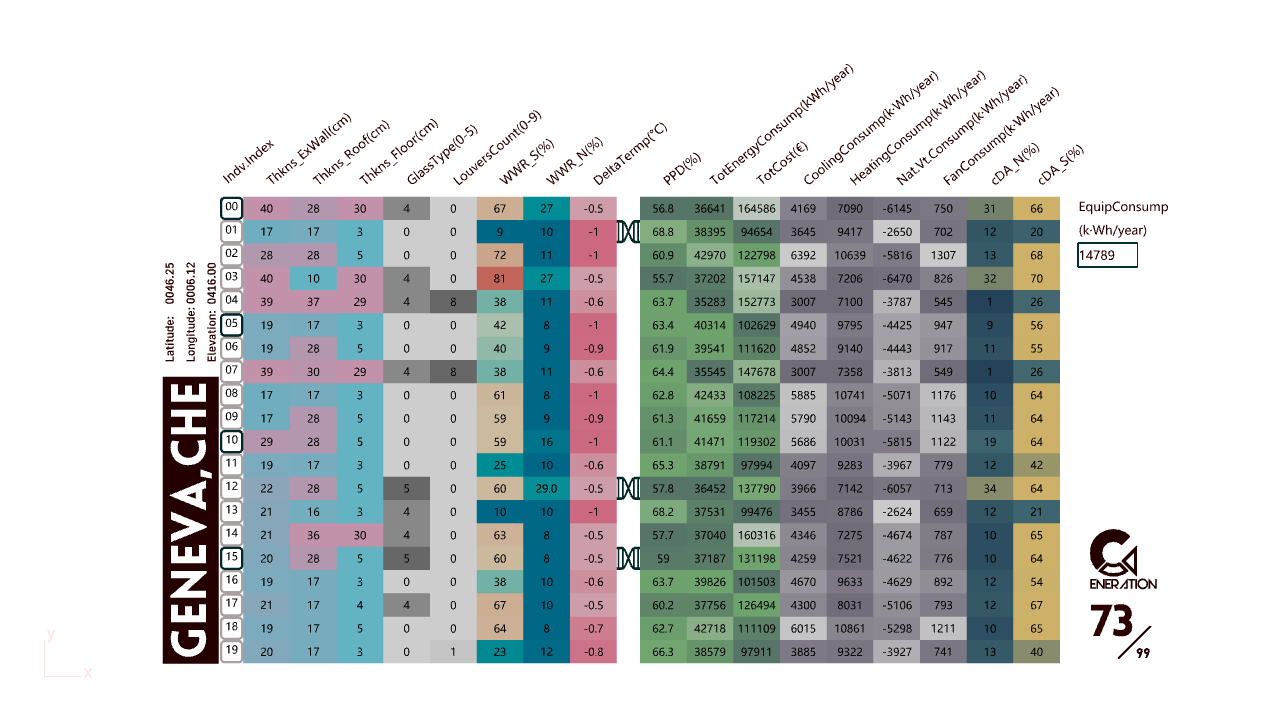 Indv.Index Thkns_ExWall(cm) Thkns_Roof(cm) Thkns_Floor(cm) GlassType(0-5) LouversCount(0-9) WWR_S(%) WWR_N(%) DeltaTermp(°C) PPD(%) TotEnergyConsump(kWh/year) TotCost(€) CoolingConsump(k·Wh/year) HeatingConsump(k·Wh/year) Nat.Vt.Consump(k·Wh/year) FanConsump(k·Wh/year) cDA_N(%) cDA_S(%)
00 40 28 30 4 0 67 27 -0.5 56.8 36641 164586 4169 7090 -6145 750 31 66
01 17 17 3 0 0 9 10 -1 68.8 38395 94654 3645 9417 -2650 702 12 20
02 28 28 5 0 0 72 11 -1 60.9 42970 122798 6392 10639 -5816 1307 13 68
03 40 10 30 4 0 81 27 -0.5 55.7 37202 157147 4538 7206 -6470 826 32 70
04 39 37 29 4 8 38 11 -0.6 63.7 35283 152773 3007 7100 -3787 545 1 26
05 19 17 3 0 0 42 8 -1 63.4 40314 102629 4940 9795 -4425 947 9 56
06 19 28 5 0 0 40 9 -0.9 61.9 39541 111620 4852 9140 -4443 917 11 55
07 39 30 29 4 8 38 11 -0.6 64.4 35545 147678 3007 7358 -3813 549 1 26
08 17 17 3 0 0 61 8 -1 62.8 42433 108225 5885 10741 -5071 1176 10 64
09 17 28 5 0 0 59 9 -0.9 61.3 41659 117214 5790 10094 -5143 1143 11 64
10 29 28 5 0 0 59 16 -1 61.1 41471 119302 5686 10031 -5815 1122 19 64
11 19 17 3 0 0 25 10 -0.6 65.3 38791 97994 4097 9283 -3967 779 12 42
12 22 28 5 5 0 60 29.0 -0.5 57.8 36452 137790 3966 7142 -6057 713 34 64
13 21 16 3 4 0 10 10 -1 68.2 37531 99476 3455 8786 -2624 659 12 21
14 21 36 30 4 0 63 8 -0.5 57.7 37040 160316 4346 7275 -4674 787 10 65
15 20 28 5 5 0 60 8 -0.5 59 37187 131198 4259 7521 -4622 776 10 64
16 19 17 3 0 0 38 10 -0.6 63.7 39826 101503 4670 9633 -4629 892 12 54
17 21 17 4 4 0 67 10 -0.5 60.2 37756 126494 4300 8031 -5106 793 12 67
18 19 17 5 0 0 64 8 -0.7 62.7 42718 111109 6015 10861 -5298 1211 10 65
19 20 17 3 0 1 23 12 -0.8 66.3 38579 97911 3885 9322 -3927 741 13 40
Latitude: 0046.25
Longitude: 0006.12
Elevation: 0416.00
GENEVA,CHE
EquipConsump
(k·Wh/year)
14789
ENERATION
73/99
y
x